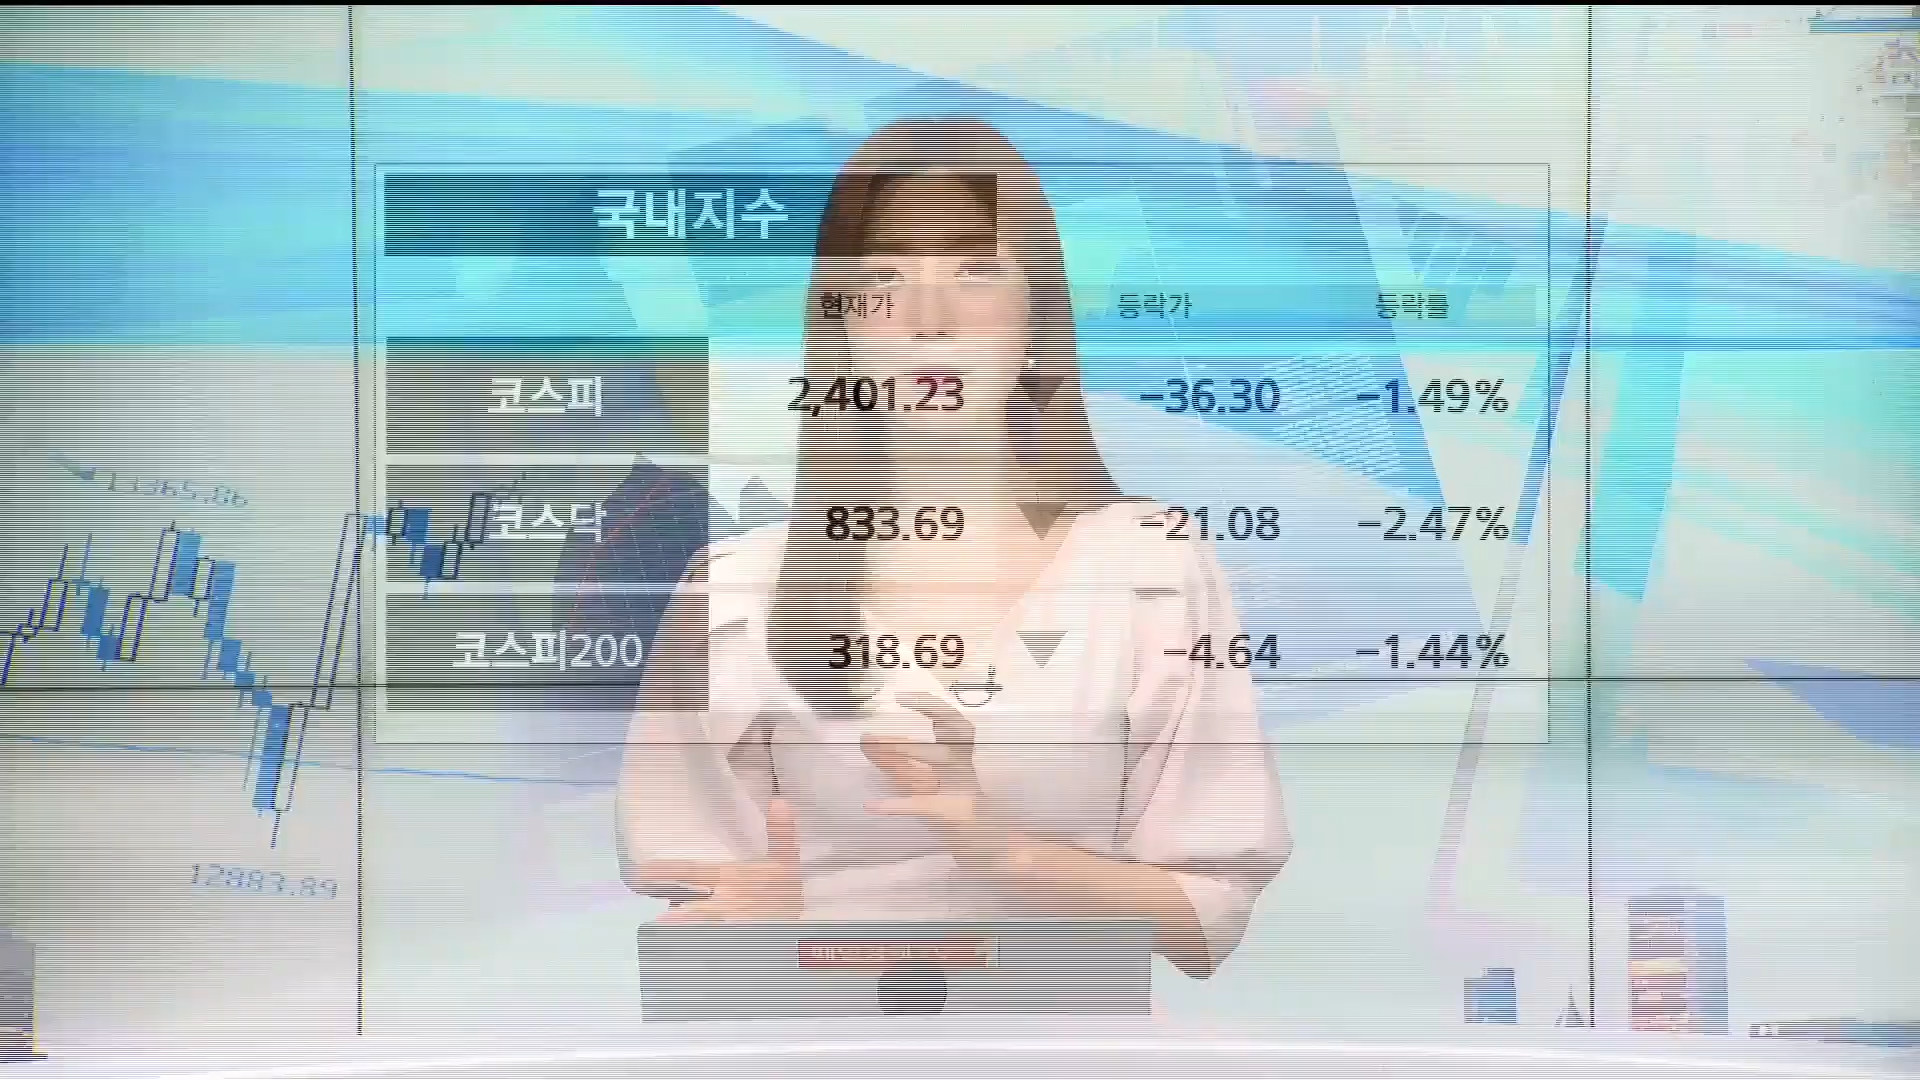 국내지수
현재가 등락가 등락률
코스피 2,401.23 ▼ -36.30 -1.49%
코스닥 833.69 ▼ -21.08 -2.47%
코스피200 318.69 ▼ -4.64 -1.44%
13365.86
12883.89